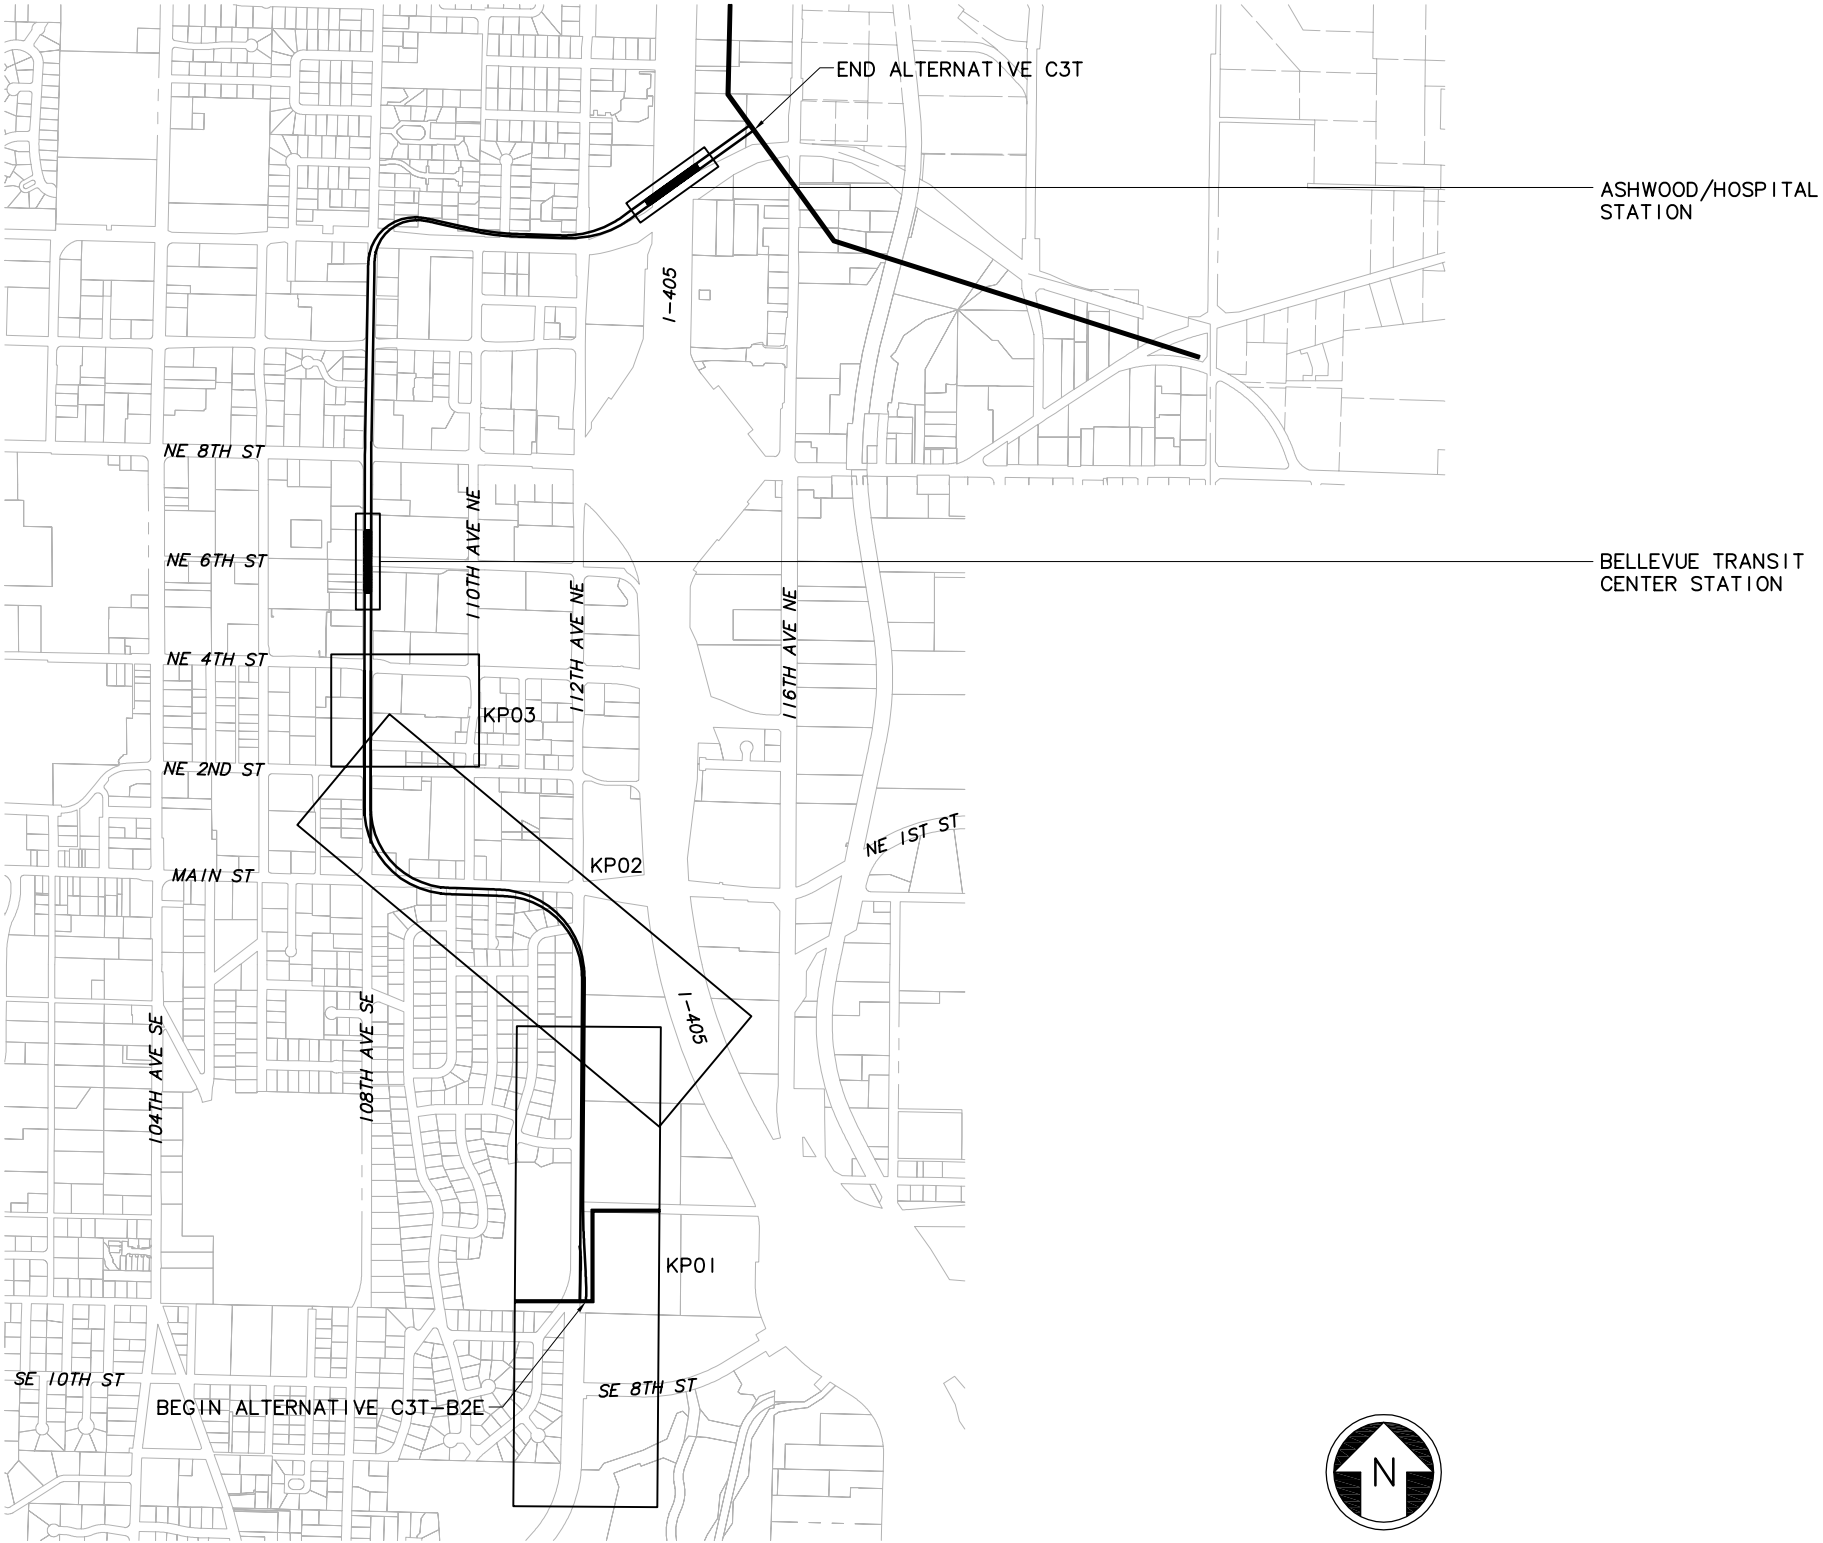 END ALTERNATIVE C3T
ASHWOOD/HOSPITAL
STATION
I-405
NE 8TH ST
110TH AVE NE
NE 6TH ST
BELLEVUE TRANSIT
CENTER STATION
112TH AVE NE
116TH AVE NE
NE 4TH ST
KP03
NE 2ND ST
NE 1ST ST
KP02
MAIN ST
I-405
108TH AVE SE
104TH AVE SE
KP01
SE 10TH ST
SE 8TH ST
BEGIN ALTERNATIVE C3T-B2E
N